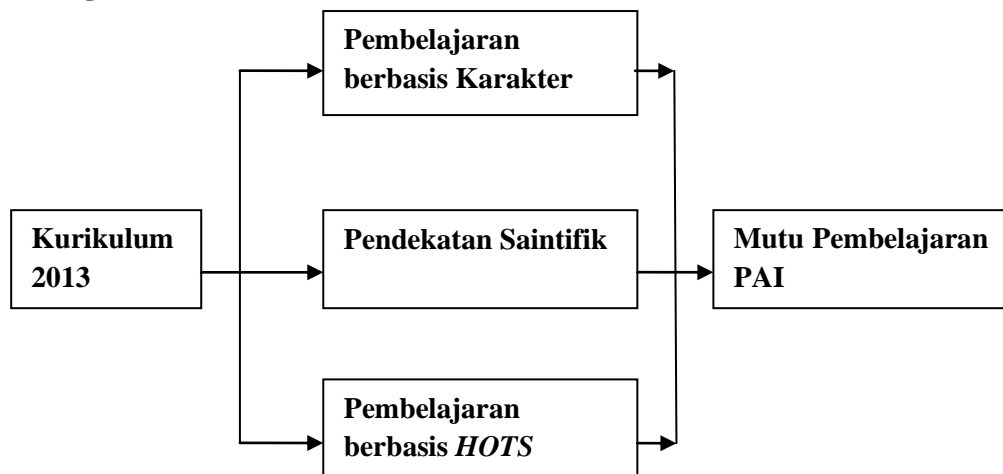 Pembelajaran
berbasis Karakter
Kurikulum
2013
Pendekatan Saintifik
Mutu Pembelajaran
PAI
Pembelajaran
berbasis HOTS